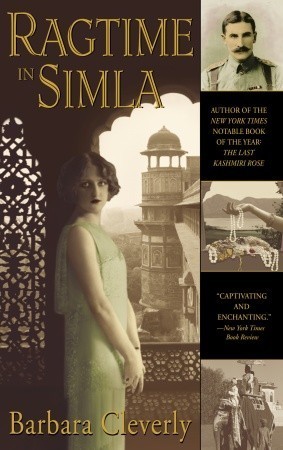 RAGTIME
IN SIMLA
AUTHOR OF THE
NEW YORK TIMES
NOTABLE BOOK
OF THE YEAR:
THE LAST
KASHMIRI ROSE
"CAPTIVATING
AND
ENCHANTING."
—New York Times
Book Review
Barbara Cleverly